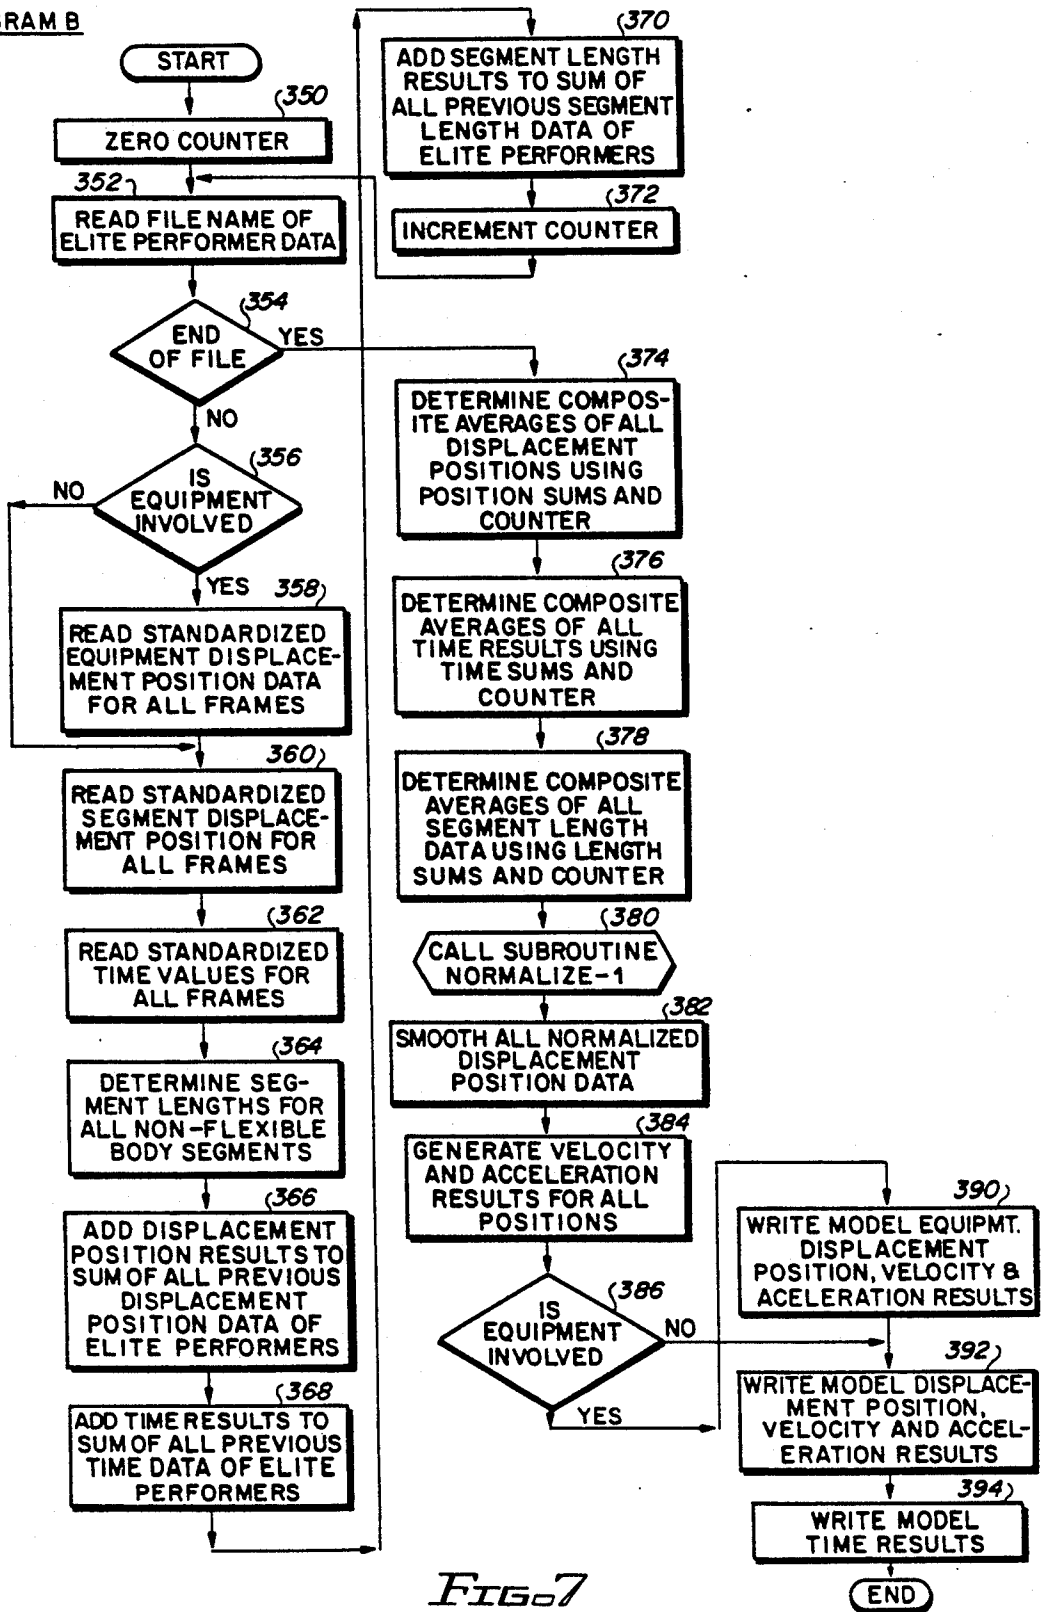 GRAM B
START
350
ZERO COUNTER
352
READ FILE NAME OF
ELITE PERFORMER DATA
354
END
OF FILE
YES
NO
356
IS
EQUIPMENT
INVOLVED
NO
YES
358
READ STANDARDIZED
EQUIPMENT DISPLACE-
MENT POSITION DATA
FOR ALL FRAMES
360
READ STANDARDIZED
SEGMENT DISPLACE-
MENT POSITION FOR
ALL FRAMES
362
READ STANDARDIZED
TIME VALUES FOR
ALL FRAMES
364
DETERMINE SEG-
MENT LENGTHS FOR
ALL NON-FLEXIBLE
BODY SEGMENTS
366
ADD DISPLACEMENT
POSITION RESULTS TO
SUM OF ALL PREVIOUS
DISPLACEMENT
POSITION DATA OF
ELITE PERFORMERS
368
ADD TIME RESULTS TO
SUM OF ALL PREVIOUS
TIME DATA OF ELITE
PERFORMERS
370
ADD SEGMENT LENGTH
RESULTS TO SUM OF
ALL PREVIOUS SEGMENT
LENGTH DATA OF
ELITE PERFORMERS
372
INCREMENT COUNTER
374
DETERMINE COMPOS-
ITE AVERAGES OF ALL
DISPLACEMENT
POSITIONS USING
POSITION SUMS AND
COUNTER
376
DETERMINE COMPOSITE
AVERAGES OF ALL
TIME RESULTS USING
TIME SUMS AND
COUNTER
378
DETERMINE COMPOSITE
AVERAGES OF ALL
SEGMENT LENGTH
DATA USING LENGTH
SUMS AND COUNTER
380
CALL SUBROUTINE
NORMALIZE-1
382
SMOOTH ALL NORMALIZED
DISPLACEMENT
POSITION DATA
384
GENERATE VELOCITY
AND ACCELERATION
RESULTS FOR ALL
POSITIONS
386
IS
EQUIPMENT
INVOLVED
NO
YES
390
WRITE MODEL EQUIPMT.
DISPLACEMENT
POSITION, VELOCITY &
ACELERATION RESULTS
392
WRITE MODEL DISPLACE-
MENT POSITION,
VELOCITY AND ACCEL-
ERATION RESULTS
394
WRITE MODEL
TIME RESULTS
END
FIG. 7